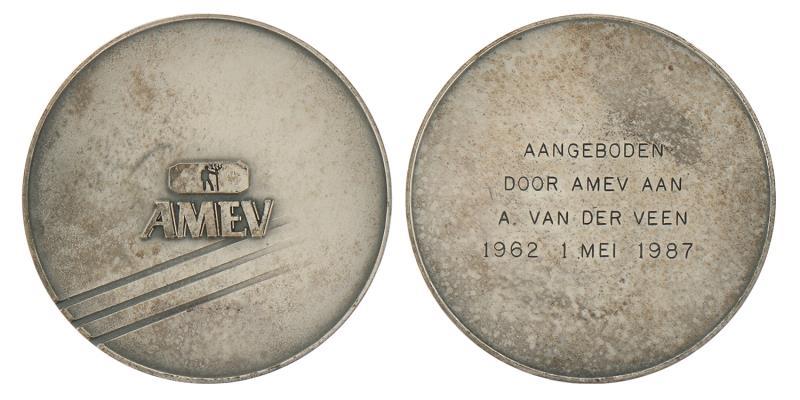 AMEV
AANGEBODEN
DOOR AMEV AAN
A. VAN DER VEEN
1962 1 MEI 1987